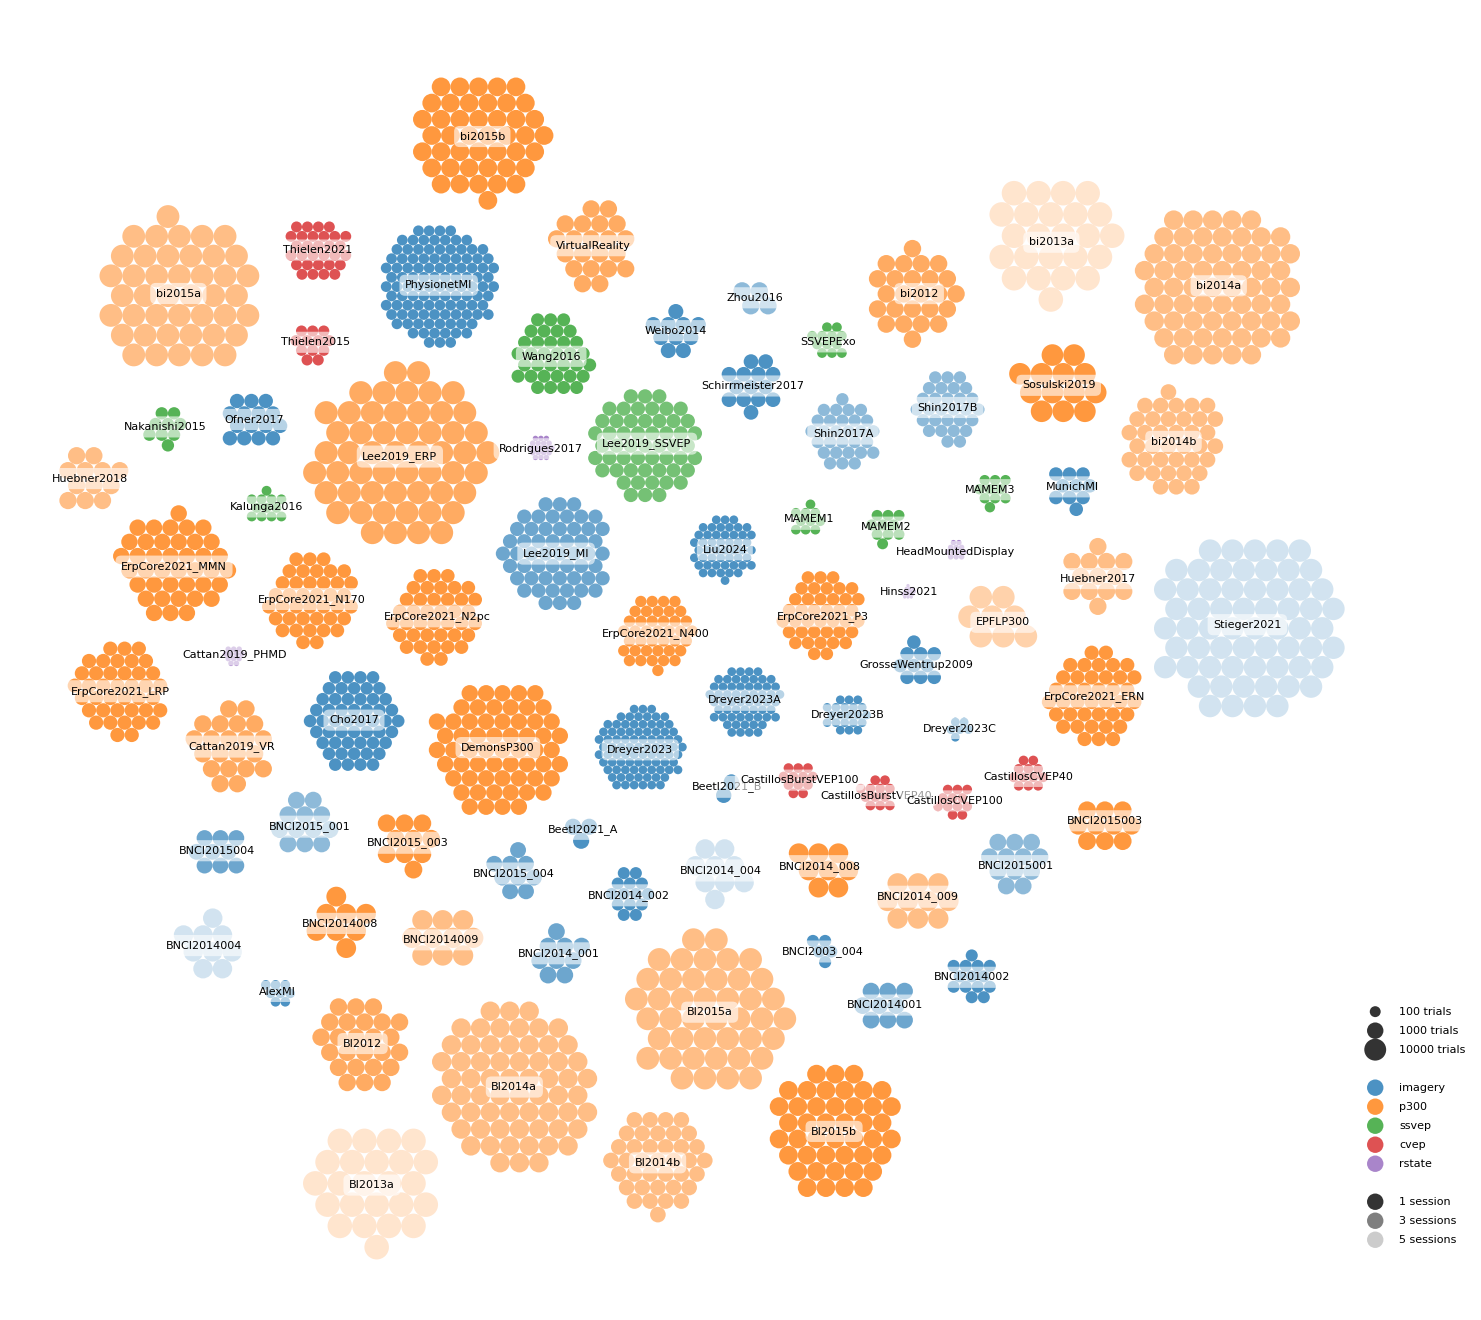 bi2015b
bi2013a
VirtualReality
Thielen2021
PhysionetMI
bi2014a
bi2015a
bi2012
Zhou2016
Weibo2014
Thielen2015
SSVEPExo
Wang2016
Schirrmeister2017
Sosulski2019
Shin2017B
Ofner2017
Nakanishi2015
Shin2017A
bi2014b
Lee2019_SSVEP
Rodrigues2017
Lee2019_ERP
Huebner2018
MunichMI
MAMEM3
Kalunga2016
MAMEM1
MAMEM2
HeadMountedDisplay
Liu2024
Lee2019_MI
ErpCore2021_MMN
Huebner2017
Hinss2021
ErpCore2021_N170
ErpCore2021_N2pc
ErpCore2021_P3
EPFLP300
Stieger2021
ErpCore2021_N400
Cattan2019_PHMD
GrosseWentrup2009
ErpCore2021_LRP
ErpCore2021_ERN
Dreyer2023A
Dreyer2023B
Cho2017
Dreyer2023C
Cattan2019_VR
DemonsP300
Dreyer2023
CastillosCVEP40
CastillosBurstVEP100
Beetl2021_B
CastillosBurstVEP40
CastillosCVEP100
BNCI2015003
BNCI2015_001
Beetl2021_A
BNCI2015_003
BNCI2015004
BNCI2015001
BNCI2014_008
BNCI2014_004
BNCI2015_004
BNCI2014_002
BNCI2014_009
BNCI2014008
BNCI2014009
BNCI2014004
BNCI2014_001
BNCI2003_004
BNCI2014002
AlexMI
BNCI2014001
BI2015a
BI2012
BI2014a
BI2015b
BI2014b
BI2013a
100 trials
1000 trials
10000 trials
imagery
p300
ssvep
cvep
rstate
1 session
3 sessions
5 sessions